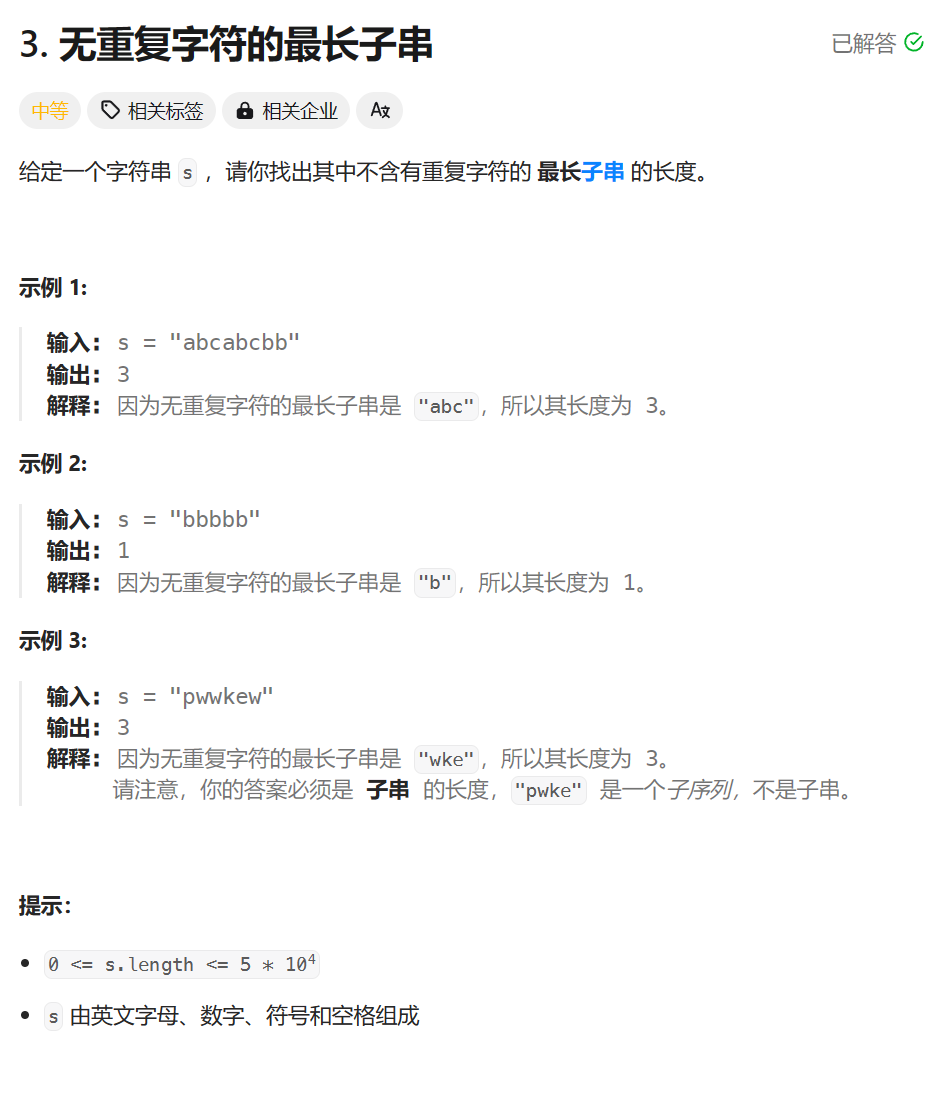 3. 无重复字符的最长子串 已解答
中等 相关标签 相关企业
给定一个字符串 s ，请你找出其中不含有重复字符的 最长子串 的长度。
示例 1:
输入: s = "abcabcbb"
输出: 3
解释: 因为无重复字符的最长子串是 "abc"，所以其长度为 3。
示例 2:
输入: s = "bbbbb"
输出: 1
解释: 因为无重复字符的最长子串是 "b"，所以其长度为 1。
示例 3:
输入: s = "pwwkew"
输出: 3
解释: 因为无重复字符的最长子串是 "wke"，所以其长度为 3。
请注意，你的答案必须是 子串 的长度，"pwke" 是一个子序列，不是子串。
提示：
• 0 <= s.length <= 5 * 10⁴
• s 由英文字母、数字、符号和空格组成